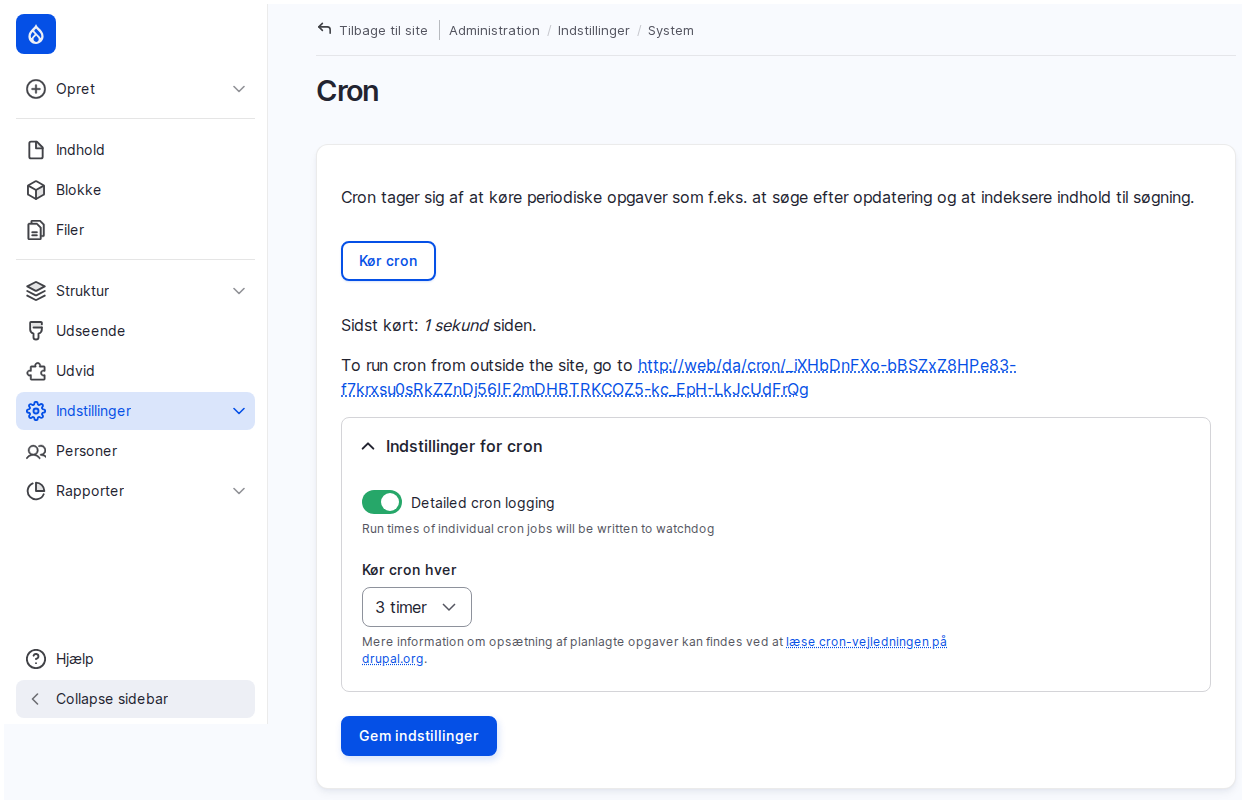 Tilbage til site
Administration / Indstillinger / System
Opret
Indhold
Blokke
Filer
Struktur
Udseende
Udvid
Indstillinger
Personer
Rapporter
Hjælp
Collapse sidebar
Cron
Cron tager sig af at køre periodiske opgaver som f.eks. at søge efter opdatering og at indeksere indhold til søgning.
Kør cron
Sidst kørt: 1 sekund siden.
To run cron from outside the site, go to http://web/da/cron/_jXHbDnFXo-bBSZxZ8HPe83-
f7krxsu0sRkZZnDj56IF2mDHBTRKCOZ5-kc_EpH-LkJcUdFrQg
Indstillinger for cron
Detailed cron logging
Run times of individual cron jobs will be written to watchdog
Kør cron hver
3 timer
Mere information om opsætning af planlagte opgaver kan findes ved at læse cron-vejledningen på
drupal.org.
Gem indstillinger